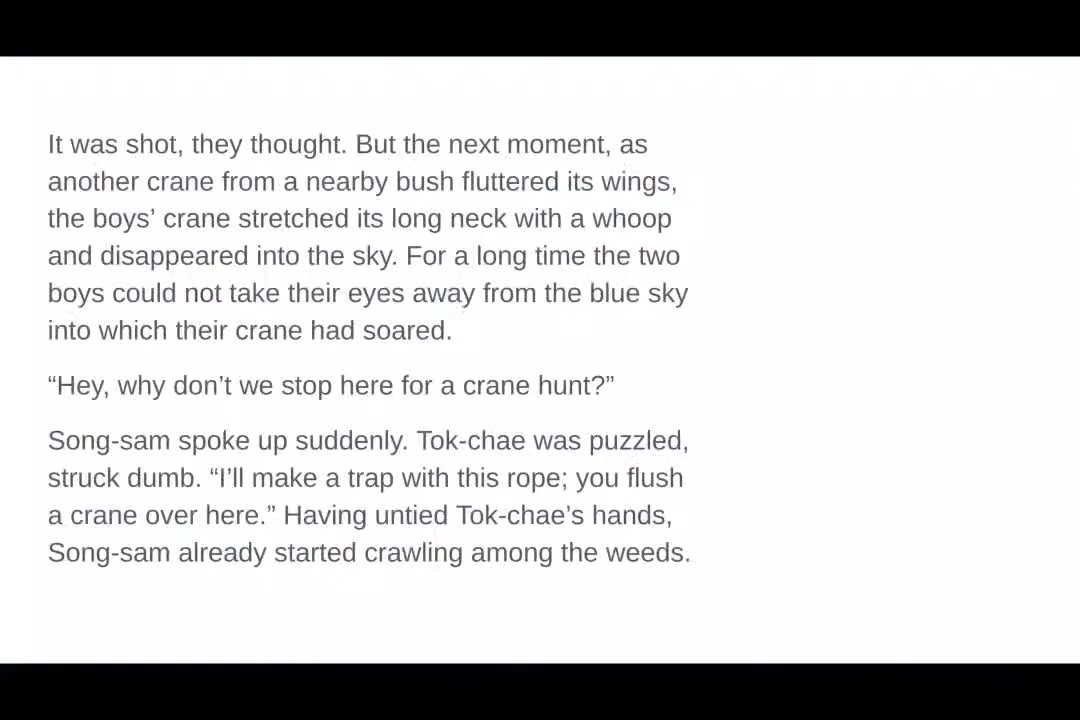 It was shot, they thought. But the next moment, as
another crane from a nearby bush fluttered its wings,
the boys’ crane stretched its long neck with a whoop
and disappeared into the sky. For a long time the two
boys could not take their eyes away from the blue sky
into which their crane had soared.
“Hey, why don’t we stop here for a crane hunt?”
Song-sam spoke up suddenly. Tok-chae was puzzled,
struck dumb. “I’ll make a trap with this rope; you flush
a crane over here.” Having untied Tok-chae’s hands,
Song-sam already started crawling among the weeds.